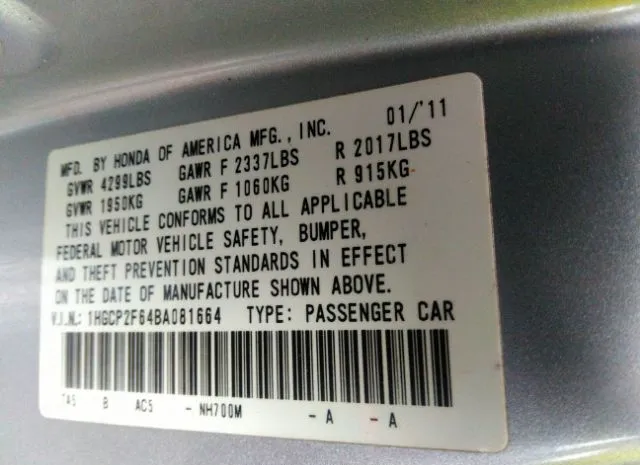 MFD. BY HONDA OF AMERICA MFG., INC. 01/'11
GVWR 4299LBS GAWR F 2337LBS R 2017LBS
GVWR 1950KG GAWR F 1060KG R 915KG
THIS VEHICLE CONFORMS TO ALL APPLICABLE
FEDERAL MOTOR VEHICLE SAFETY, BUMPER,
AND THEFT PREVENTION STANDARDS IN EFFECT
ON THE DATE OF MANUFACTURE SHOWN ABOVE.
V.I.N.: 1HGCP2F64BA081664 TYPE: PASSENGER CAR
TA5 B AC5 - NH700M - A - A